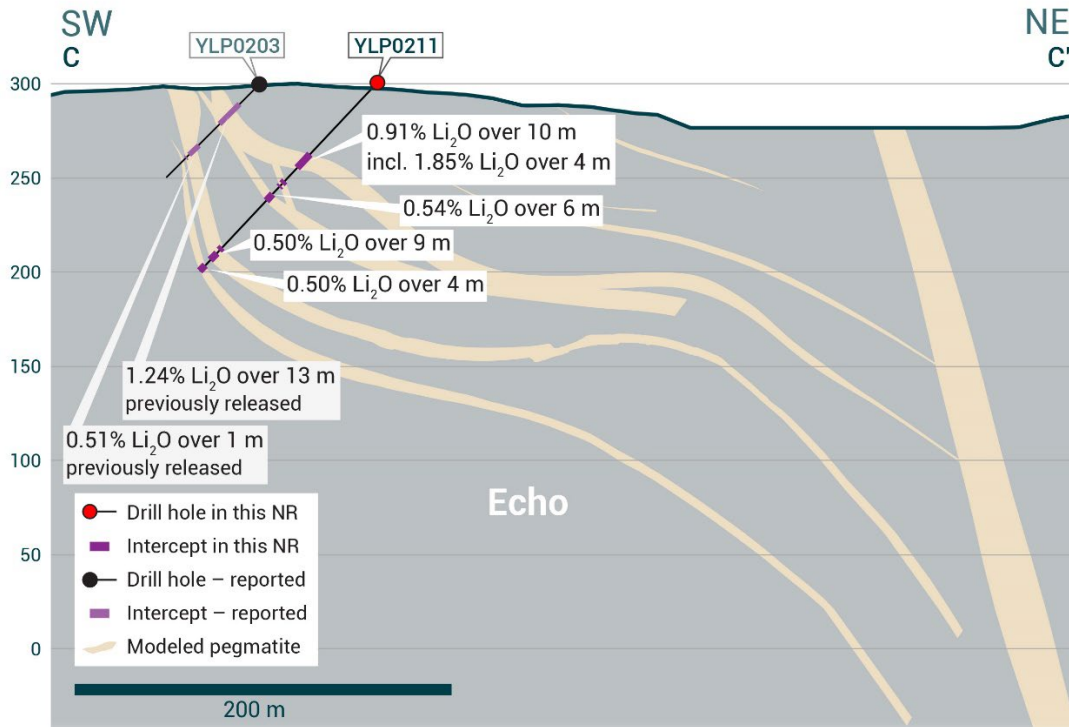 SW
NE
C
C'
YLP0203
YLP0211
300
0.91% Li₂O over 10 m
incl. 1.85% Li₂O over 4 m
250
0.54% Li₂O over 6 m
0.50% Li₂O over 9 m
200
0.50% Li₂O over 4 m
150
1.24% Li₂O over 13 m
previously released
0.51% Li₂O over 1 m
previously released
100
Echo
Drill hole in this NR
Intercept in this NR
50
Drill hole – reported
Intercept – reported
Modeled pegmatite
0
200 m